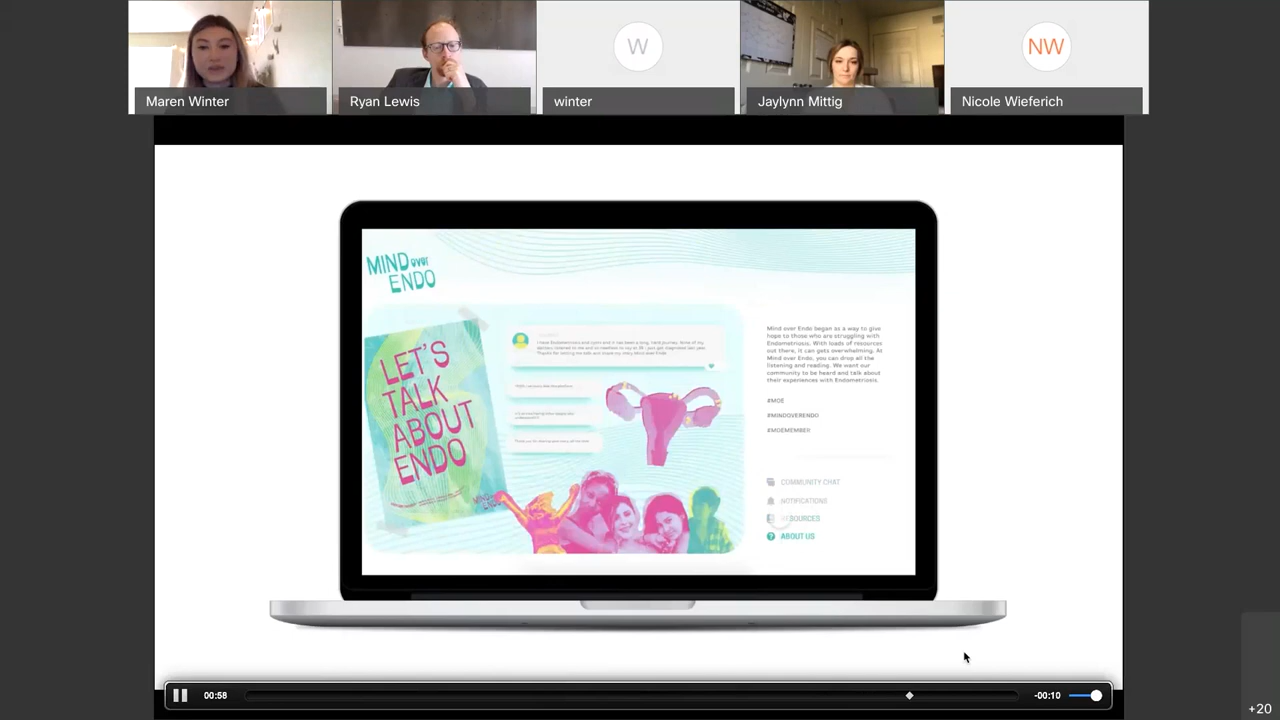 Maren Winter
Ryan Lewis
W
winter
Jaylynn Mittig
NW
Nicole Wieferich
MIND over
ENDO
LET'S
TALK
ABOUT
ENDO
Mind over Endo began as a way to give
hope to those who are struggling with
Endometriosis. With loads of resources
out there, it can gets overwhelming. At
Mind over Endo, you can drop all the
listening and reading. We want our
community to be heard and talk about
their experiences with Endometriosis.
#MOE
#MINDOVERENDO
#MOEMEMBER
COMMUNITY CHAT
NOTIFICATIONS
RESOURCES
ABOUT US
00:58
-00:10
+20